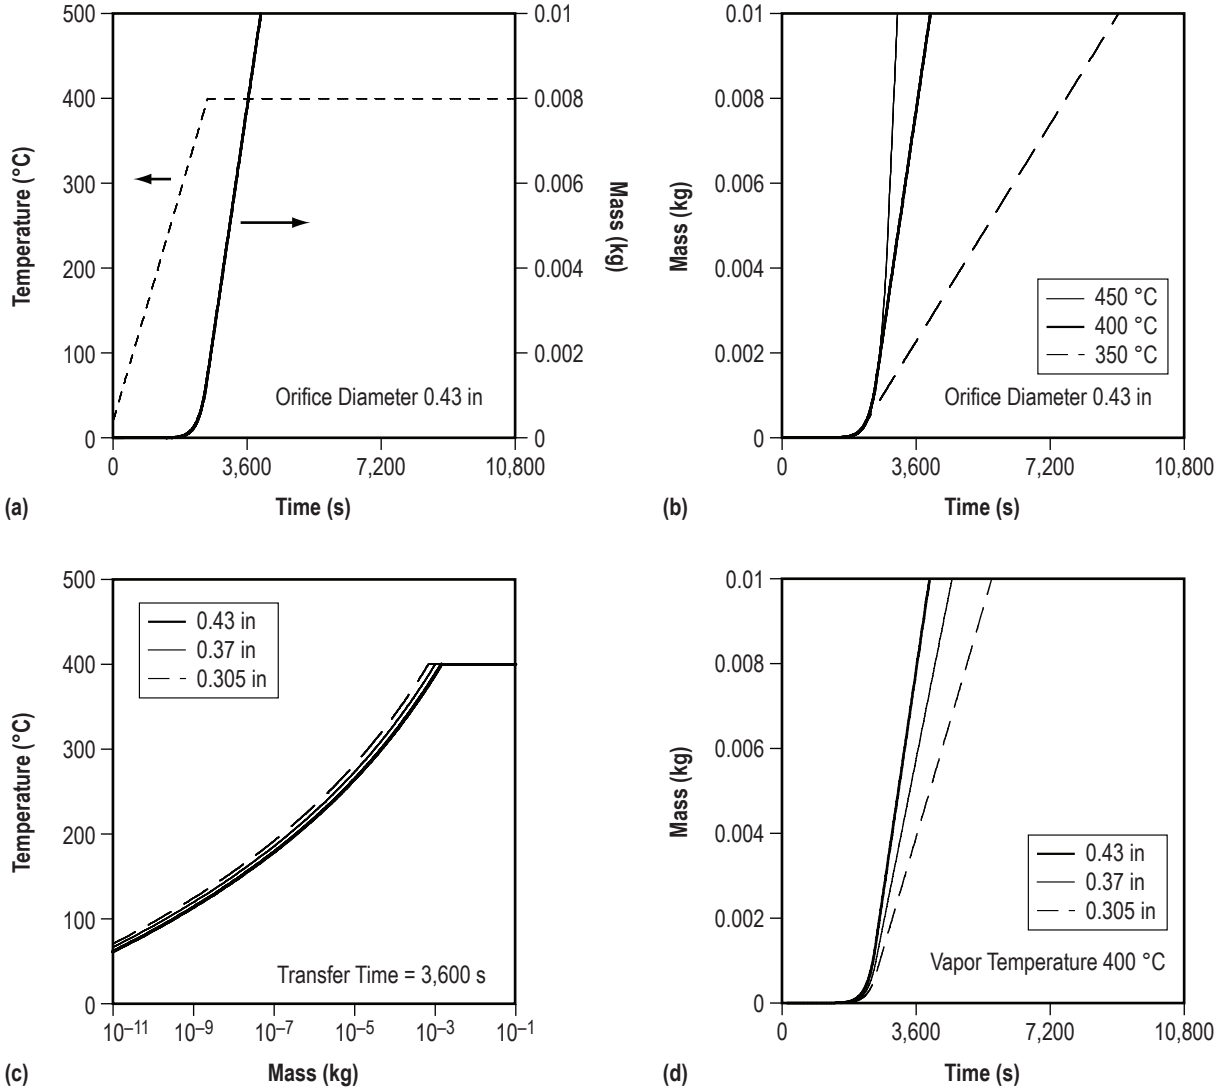 500
400
300
200
100
0
Temperature (°C)
0.01
0.008
0.006
0.004
0.002
0
Mass (kg)
Orifice Diameter 0.43 in
0 3,600 7,200 10,800
(a) Time (s)
0.01
0.008
0.006
0.004
0.002
0
Mass (kg)
450 °C
400 °C
350 °C
Orifice Diameter 0.43 in
0 3,600 7,200 10,800
(b) Time (s)
500
400
300
200
100
0
Temperature (°C)
0.43 in
0.37 in
0.305 in
Transfer Time = 3,600 s
10–11 10–9 10–7 10–5 10–3 10–1
(c) Mass (kg)
0.01
0.008
0.006
0.004
0.002
0
Mass (kg)
0.43 in
0.37 in
0.305 in
Vapor Temperature 400 °C
0 3,600 7,200 10,800
(d) Time (s)